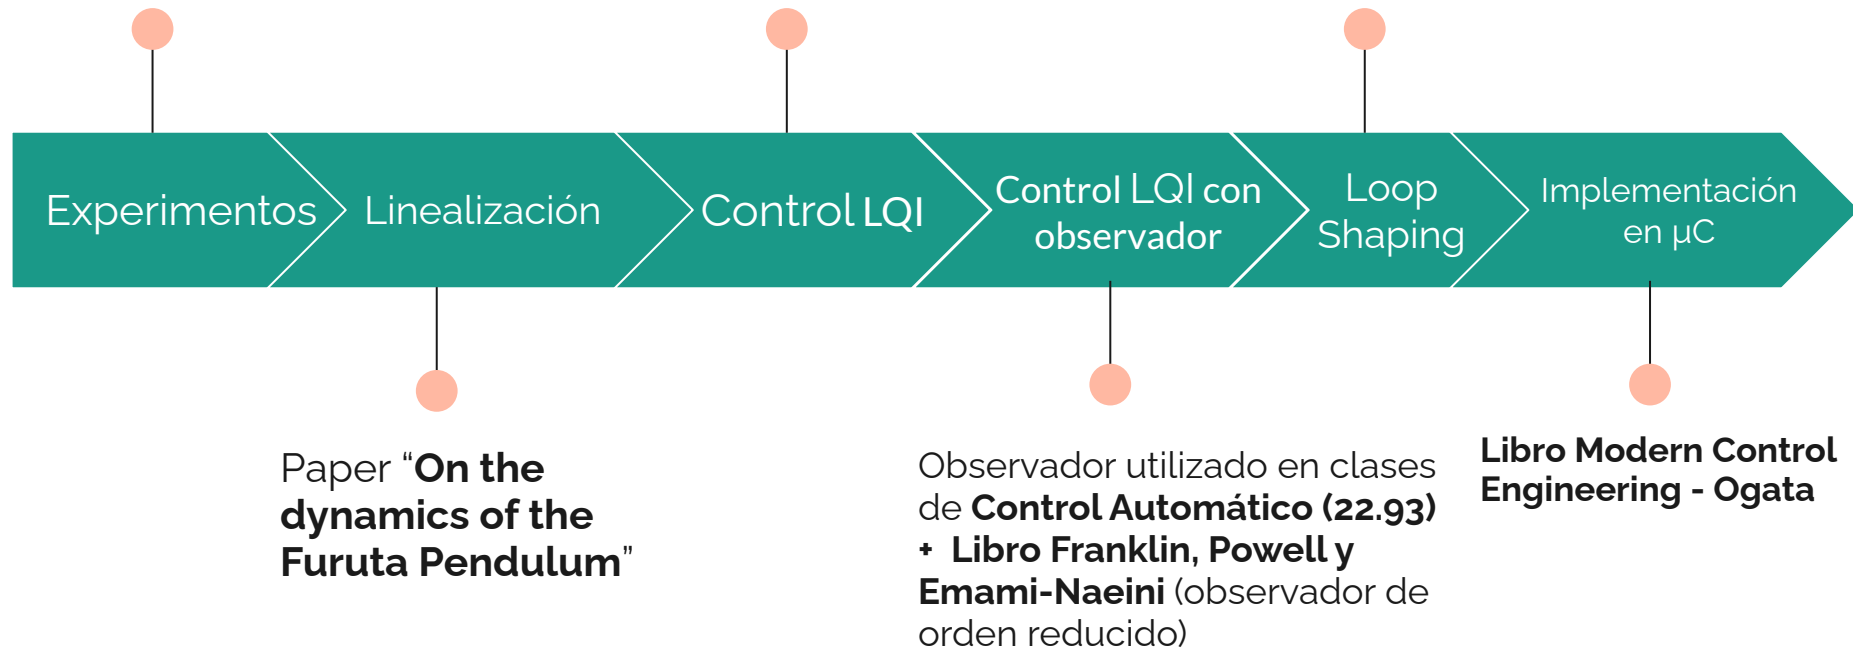 Experimentos
Linealización
Control LQI
Control LQI con
observador
Loop
Shaping
Implementación
en µC
Paper “On the
dynamics of the
Furuta Pendulum”
Observador utilizado en clases
de Control Automático (22.93)
+ Libro Franklin, Powell y
Emami-Naeini (observador de
orden reducido)
Libro Modern Control
Engineering - Ogata